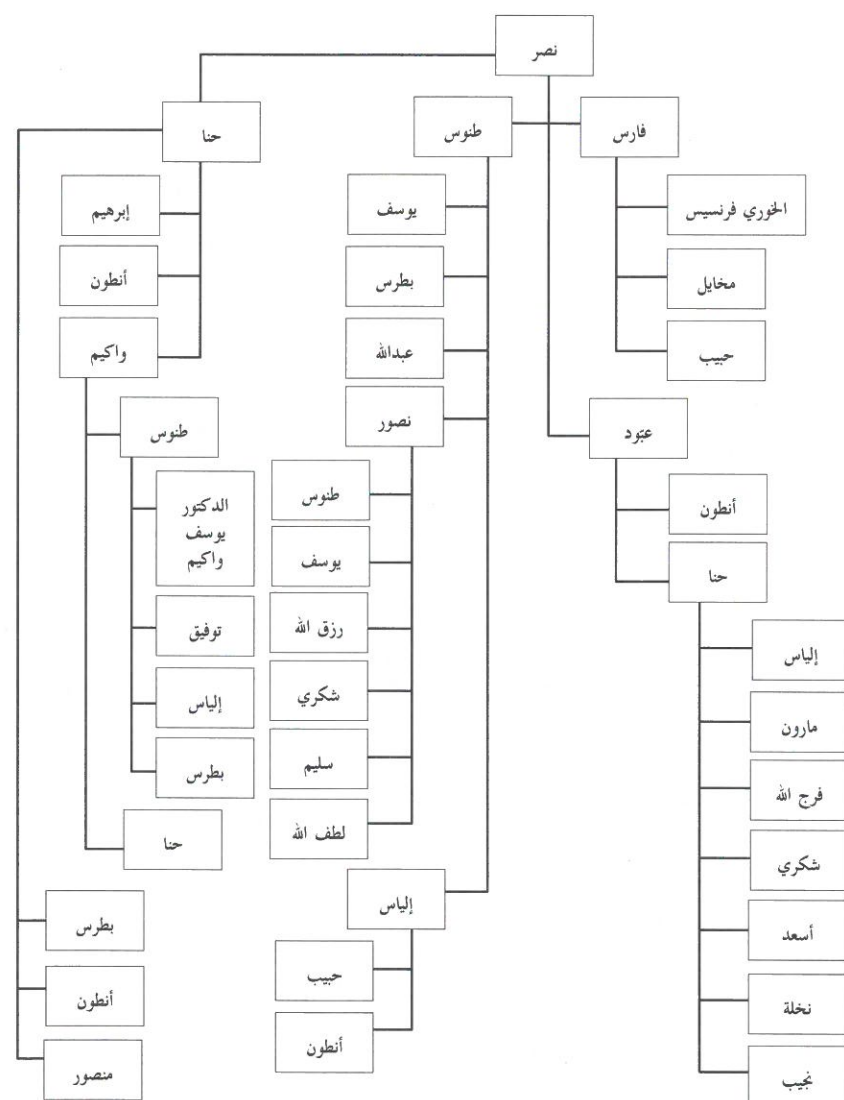 نصر
فارس
الخوري فرنسيس
مخايل
حبيب
عبّود
أنطون
حنا
إلياس
مارون
فرج الله
شكري
أسعد
نخلة
نجيب
طنوس
يوسف
بطرس
عبدالله
نصور
طنوس
يوسف
رزق الله
شكري
سليم
لطف الله
إلياس
حبيب
أنطون
حنا
إبرهيم
أنطون
واكيم
طنوس
الدكتور
يوسف
واكيم
توفيق
إلياس
بطرس
حنا
بطرس
أنطون
منصور